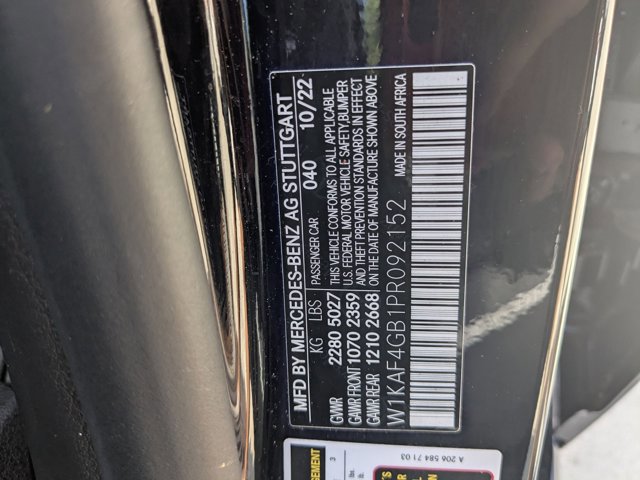 MFD BY MERCEDES-BENZ AG STUTTGART
040 10/22
KG LBS PASSENGER CAR
GVWR 2280 5027
GAWR FRONT 1070 2359
GAWR REAR 1210 2668
THIS VEHICLE CONFORMS TO ALL APPLICABLE
U.S. FEDERAL MOTOR VEHICLE SAFETY, BUMPER
AND THEFT PREVENTION STANDARDS IN EFFECT
ON THE DATE OF MANUFACTURE SHOWN ABOVE
W1KAF4GB1PR092152
MADE IN SOUTH AFRICA
A 206 584 71 03